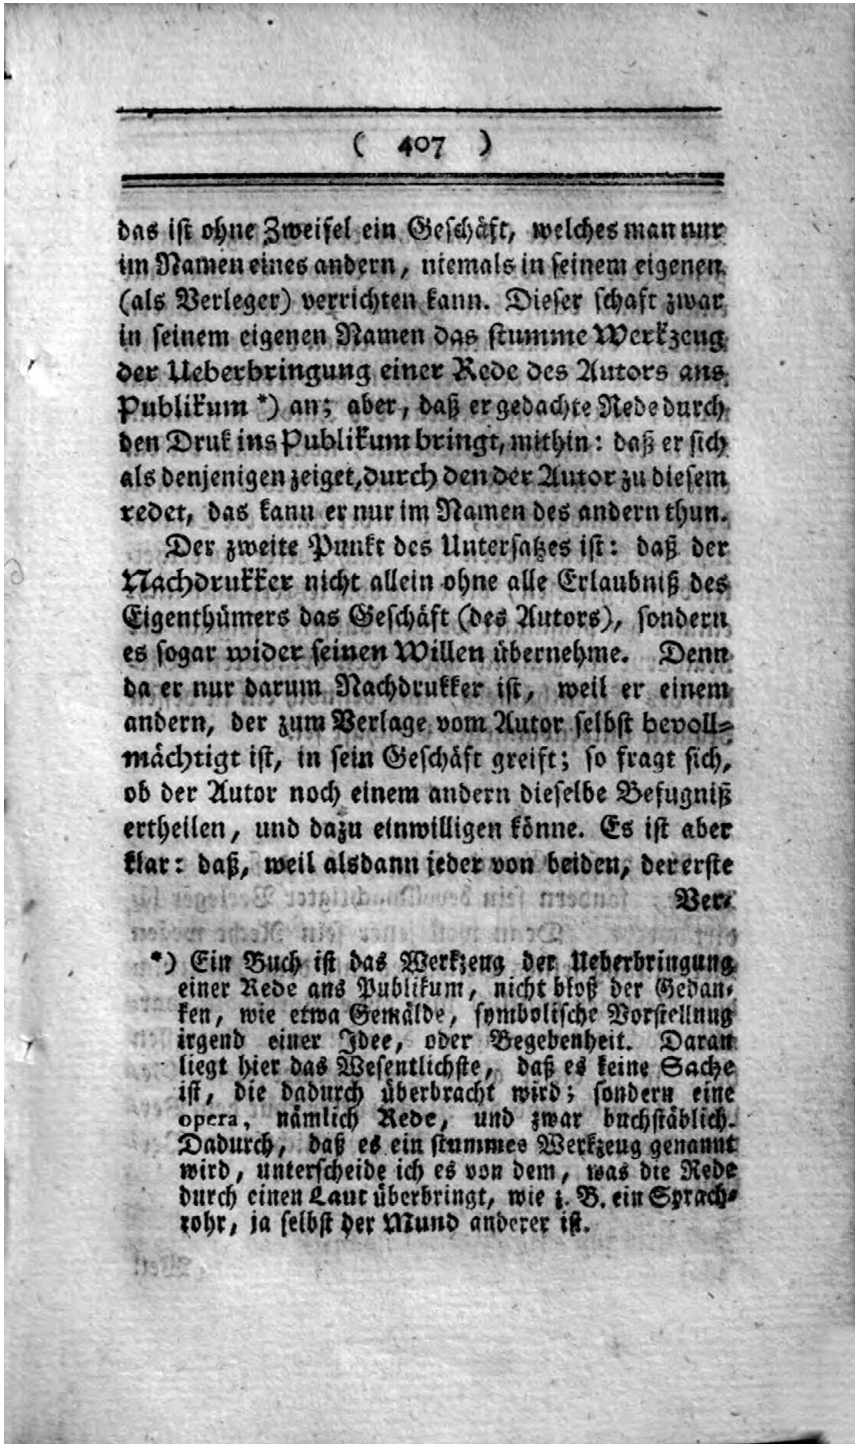 ( 407 )
das ist ohne Zweifel ein Geschäft, welches man nur
im Namen eines andern, niemals in seinem eigenen
(als Verleger) verrichten kann. Dieser schaft zwar
in seinem eigenen Namen das stumme Werkzeug
der Ueberbringung einer Rede des Autors ans
Publikum *) an; aber, daß er gedachte Rede durch
den Druk ins Publikum bringt, mithin: daß er sich
als denjenigen zeiget, durch den der Autor zu diesem
redet, das kann er nur im Namen des andern thun.
Der zweite Punkt des Untersatzes ist: daß der
Nachdrukker nicht allein ohne alle Erlaubniß des
Eigenthümers das Geschäft (des Autors), sondern
es sogar wider seinen Willen übernehme. Denn
da er nur darum Nachdrukker ist, weil er einem
andern, der zum Verlage vom Autor selbst bevoll-
mächtigt ist, in sein Geschäft greift; so fragt sich,
ob der Autor noch einem andern dieselbe Befugniß
ertheilen, und dazu einwilligen könne. Es ist aber
klar: daß, weil alsdann jeder von beiden, der erste
Ver-
*) Ein Buch ist das Werkzeug der Ueberbringung
einer Rede ans Publikum, nicht bloß der Gedan-
ken, wie etwa Gemälde, symbolische Vorstellung
irgend einer Idee, oder Begebenheit. Daran
liegt hier das Wesentlichste, daß es keine Sache
ist, die dadurch überbracht wird; sondern eine
opera, nämlich Rede, und zwar buchstäblich.
Dadurch, daß es ein stummes Werkzeug genannt
wird, unterscheide ich es von dem, was die Rede
durch einen Laut überbringt, wie z. B. ein Sprach-
rohr, ja selbst der Mund anderer ist.